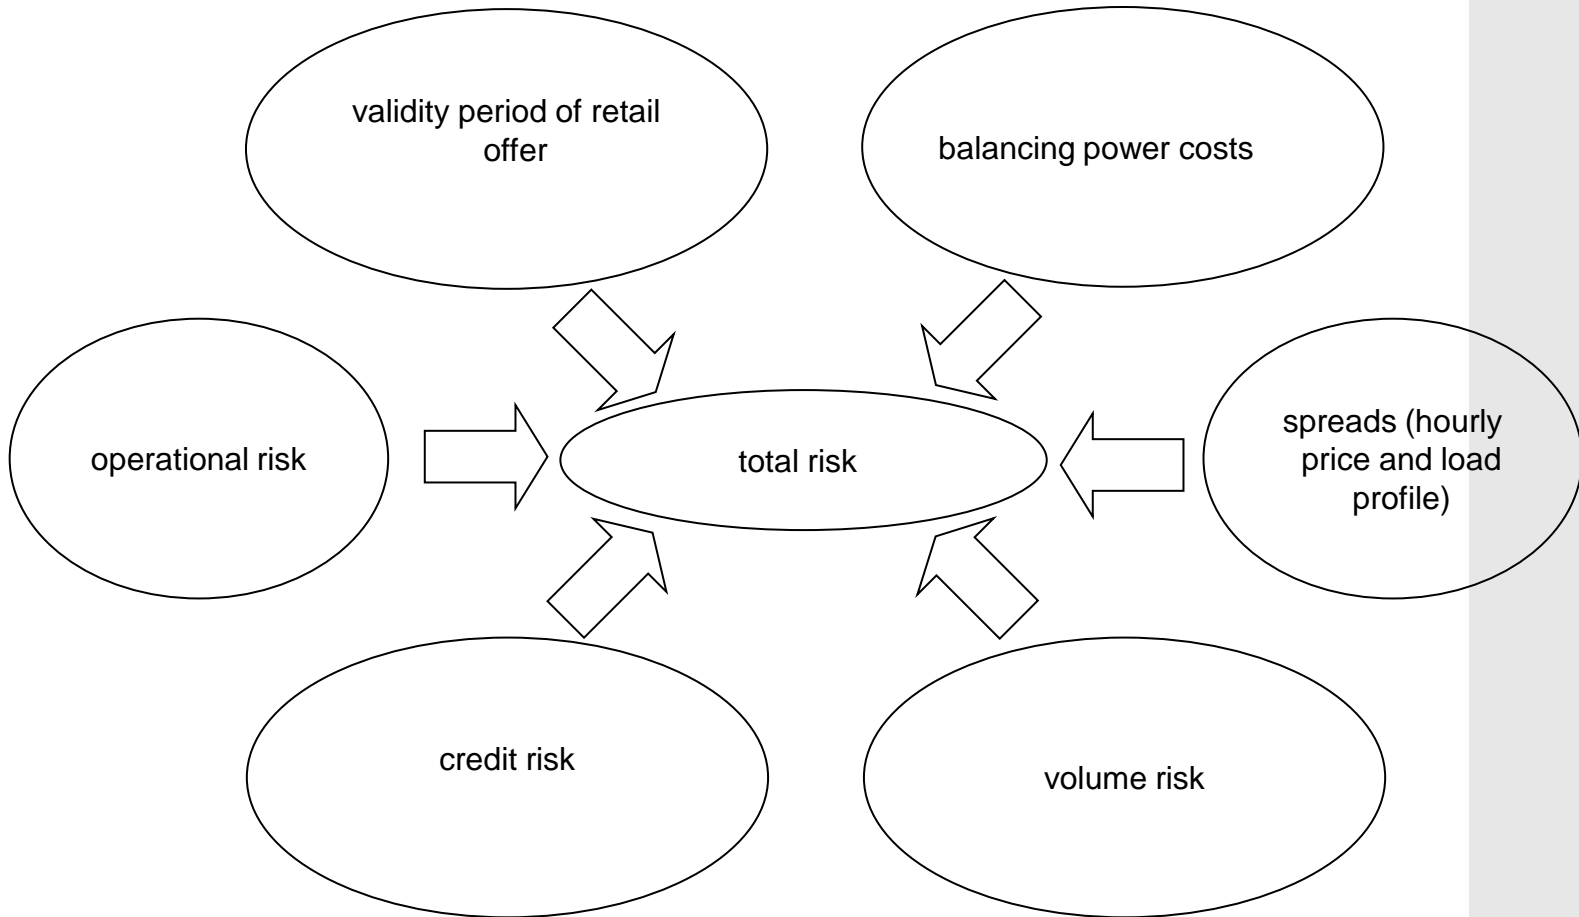 validity period of retail
offer
balancing power costs
operational risk
total risk
spreads (hourly
price and load
profile)
credit risk
volume risk